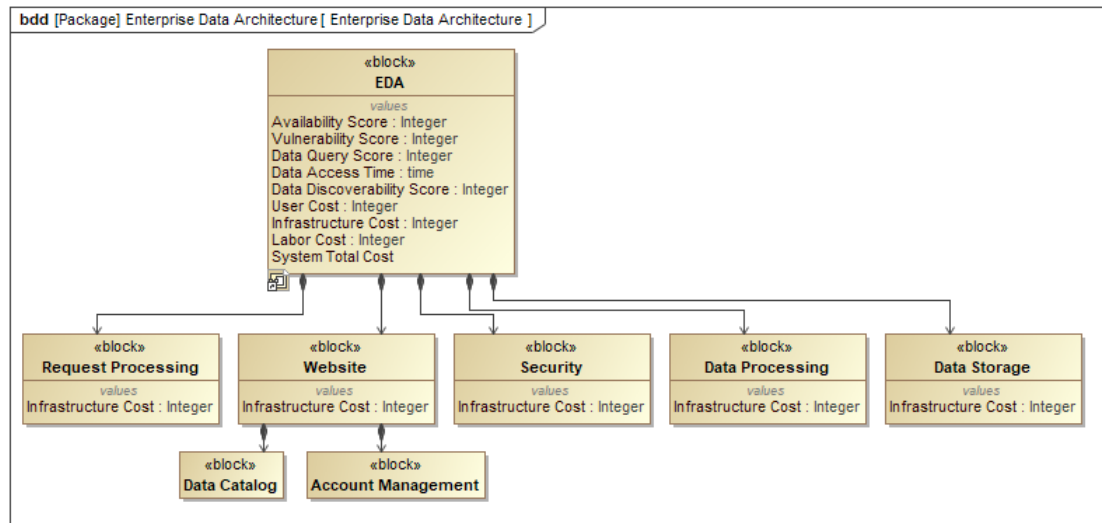 bdd [Package] Enterprise Data Architecture [ Enterprise Data Architecture ]
«block»
EDA
values
Availability Score : Integer
Vulnerability Score : Integer
Data Query Score : Integer
Data Access Time : time
Data Discoverability Score : Integer
User Cost : Integer
Infrastructure Cost : Integer
Labor Cost : Integer
System Total Cost
«block»
Request Processing
values
Infrastructure Cost : Integer
«block»
Website
values
Infrastructure Cost : Integer
«block»
Security
values
Infrastructure Cost : Integer
«block»
Data Processing
values
Infrastructure Cost : Integer
«block»
Data Storage
values
Infrastructure Cost : Integer
«block»
Data Catalog
«block»
Account Management